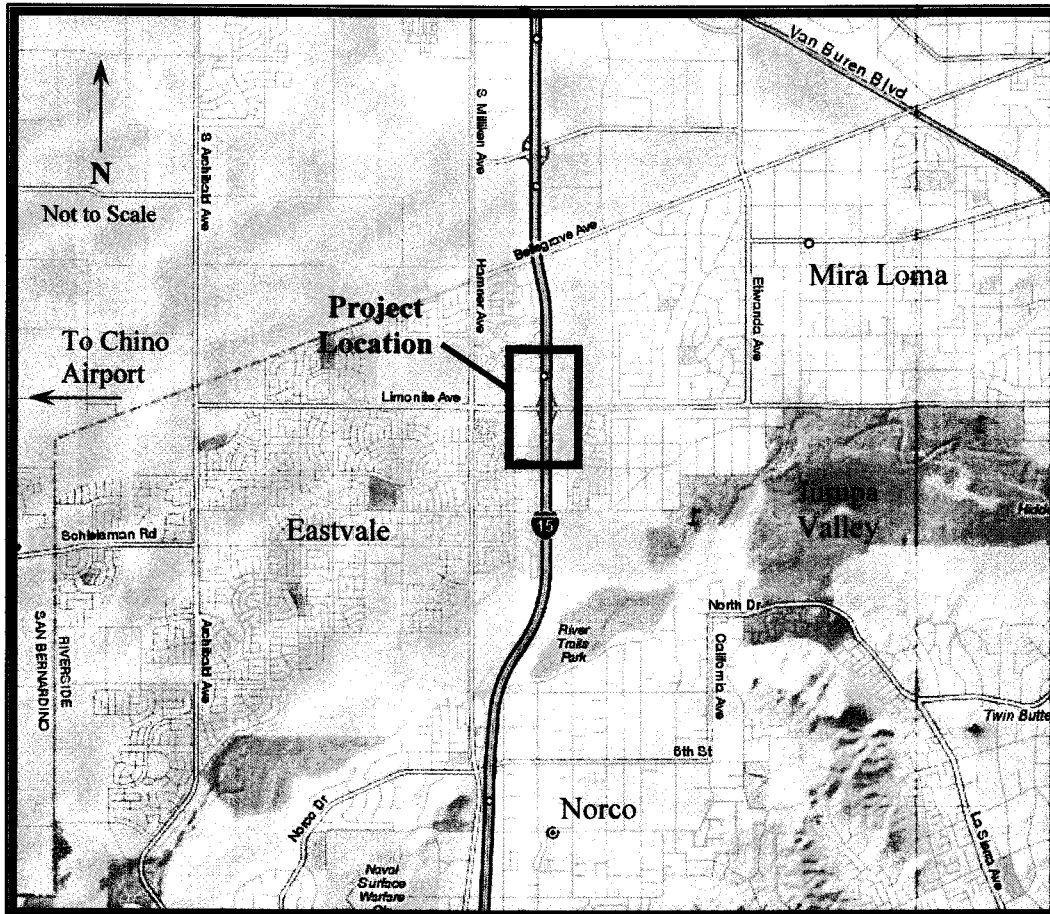 Van Buren Blvd
S Milliken Ave
S Archibald Ave
N
Not to Scale
Bellegrave Ave
Hamner Ave
Mira Loma
Etiwanda Ave
Project
Location
To Chino
Airport
Limonite Ave
Jurupa
Valley
Eastvale
15
Schleisman Rd
North Dr
River
Trails
Park
California Ave
RIVERSIDE
SAN BERNARDINO
Archibald Ave
Twin Butte
6th St
Norco
Norco Dr
La Sierra Ave
Naval
Surface
Warfare